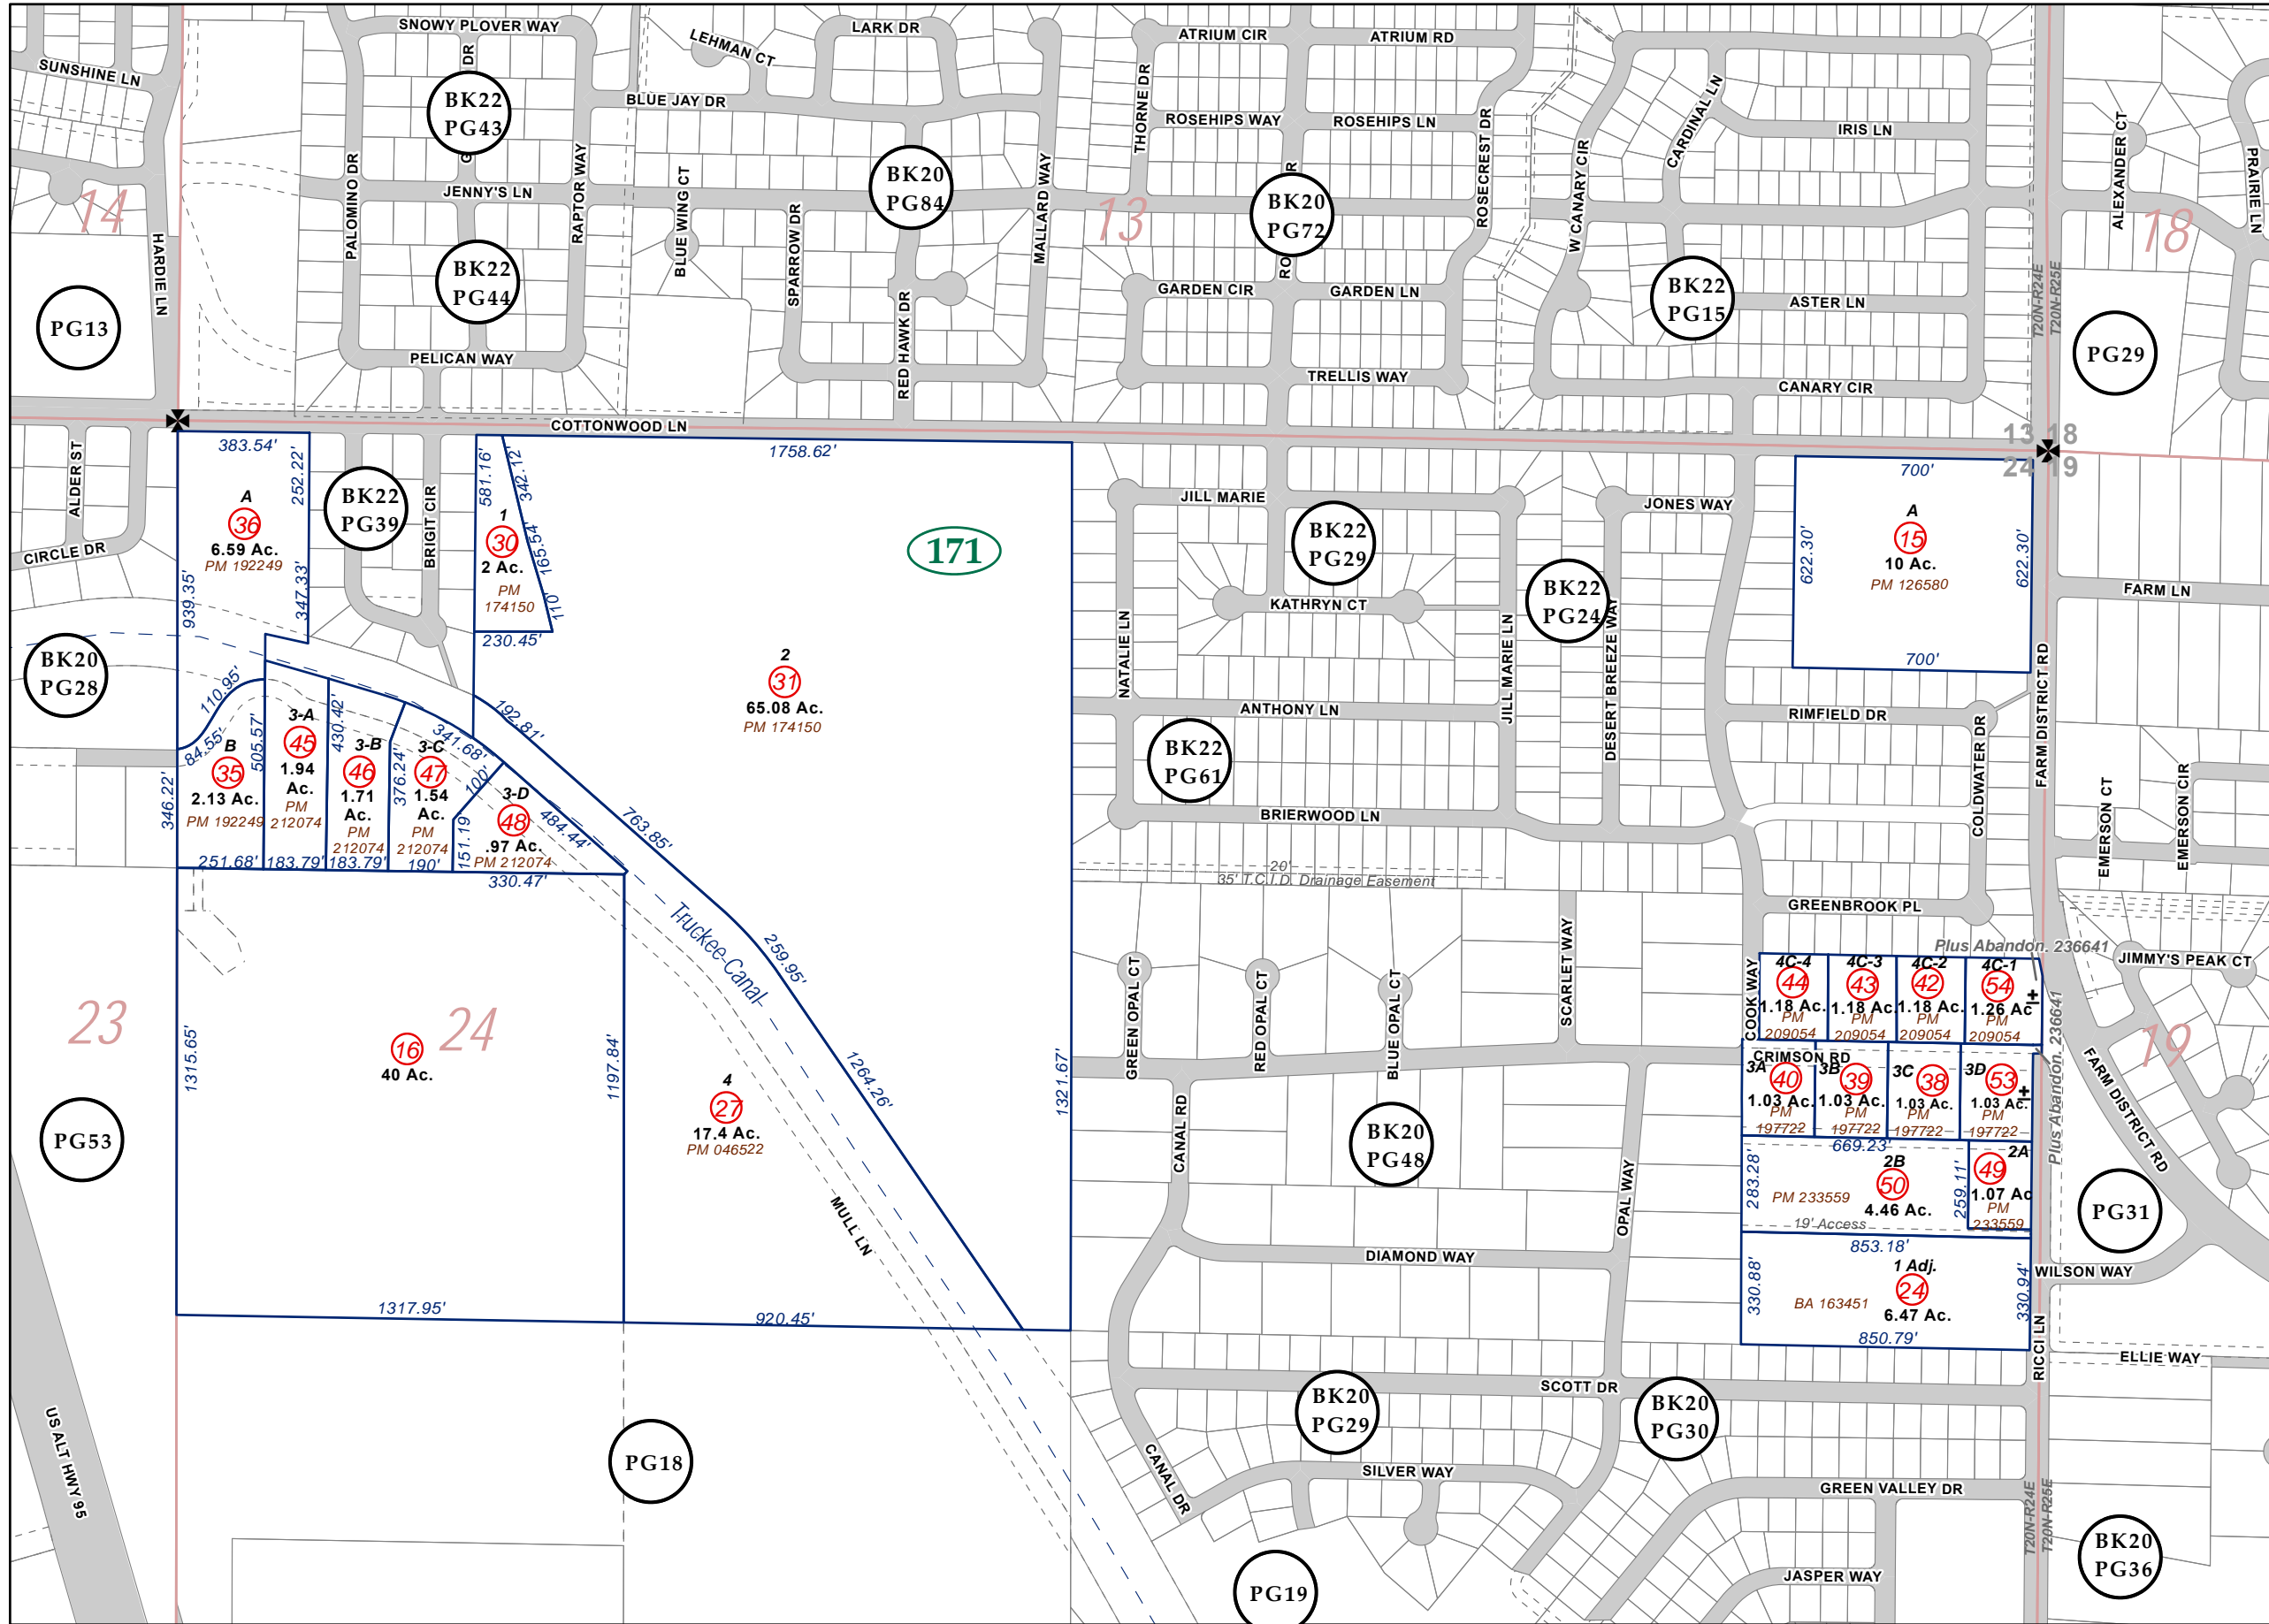 SNOWY PLOVER WAY
LARK DR
LEHMAN CT
ATRIUM CIR
ATRIUM RD
SUNSHINE LN
DR
G
BK22
PG43
BLUE JAY DR
THORNE DR
ROSEHIPS WAY
ROSEHIPS LN
ROSECREST DR
CARDINAL LN
IRIS LN
ALEXANDER CT
PRAIRIE LN
W CANARY CIR
PALOMINO DR
JENNY'S LN
RAPTOR WAY
BLUE WING CT
BK20
PG84
MALLARD WAY
13
BK20
PG72
RO
R
14
18
HARDIE LN
BK22
PG44
SPARROW DR
RED HAWK DR
GARDEN CIR
GARDEN LN
BK22
PG15
ASTER LN
T20N-R24E
T20N-R25E
PG13
PG29
PELICAN WAY
TRELLIS WAY
CANARY CIR
COTTONWOOD LN
13 18
24 19
383.54'
252.22'
A
36
6.59 Ac.
PM 192249
939.35'
347.33'
ALDER ST
CIRCLE DR
BK22
PG39
BRIGIT CIR
581.16'
342.12'
1
30
2 Ac.
PM
174150
165.54'
110'
230.45'
1758.62'
171
2
31
65.08 Ac.
PM 174150
JILL MARIE
BK22
PG29
KATHRYN CT
NATALIE LN
JILL MARIE LN
BK22
PG24
DESERT BREEZE WAY
JONES WAY
700'
A
15
10 Ac.
PM 126580
622.30'
622.30'
700'
FARM LN
FARM DISTRICT RD
BK20
PG28
ANTHONY LN
RIMFIELD DR
COLDWATER DR
BK22
PG61
BRIERWOOD LN
EMERSON CT
EMERSON CIR
110.95'
84.55'
B
35
2.13 Ac.
PM 192249
346.22'
251.68'
505.57'
3-A
45
1.94
Ac.
PM
212074
183.79'
430.42'
3-B
46
1.71
Ac.
PM
212074
183.79'
376.24'
3-C
47
1.54
Ac.
PM
212074
190'
341.68'
100'
151.19
3-D
48
.97 Ac.
PM 212074
484.44'
330.47'
192.81'
763.85'
259.95'
1264.26'
Truckee-Canal
20'
35' T.C.I.D. Drainage Easement
GREENBROOK PL
Plus Abandon. 236641
JIMMY'S PEAK CT
GREEN OPAL CT
RED OPAL CT
BLUE OPAL CT
SCARLET WAY
COOK WAY
4C-4
44
1.18 Ac.
PM
209054
4C-3
43
1.18 Ac.
PM
209054
4C-2
42
1.18 Ac.
PM
209054
4C-1
54
1.26 Ac
±
PM
209054
Plus Abandon. 236641
CRIMSON RD
3A
40
1.03 Ac.
PM
197722
3B
39
1.03 Ac.
PM
197722
3C
38
1.03 Ac.
PM
197722
3D
53
1.03 Ac.
±
PM
197722
669.23'
283.28'
PM 233559
2B
50
4.46 Ac.
259.11'
2A
49
1.07 Ac
PM
233559
19' Access
853.18'
330.88'
1 Adj.
24
BA 163451
6.47 Ac.
330.94'
850.79'
23
24
16
40 Ac.
1315.65'
1197.84'
1317.95'
4
27
17.4 Ac.
PM 046522
920.45'
1321.67'
MULL LN
PG53
CANAL RD
BK20
PG48
OPAL WAY
DIAMOND WAY
19
FARM DISTRICT RD
PG31
WILSON WAY
RICCI LN
ELLIE WAY
US ALT HWY 95
PG18
SCOTT DR
BK20
PG29
BK20
PG30
CANAL DR
SILVER WAY
GREEN VALLEY DR
T20N-R24E
T20N-R25E
BK20
PG36
JASPER WAY
PG19